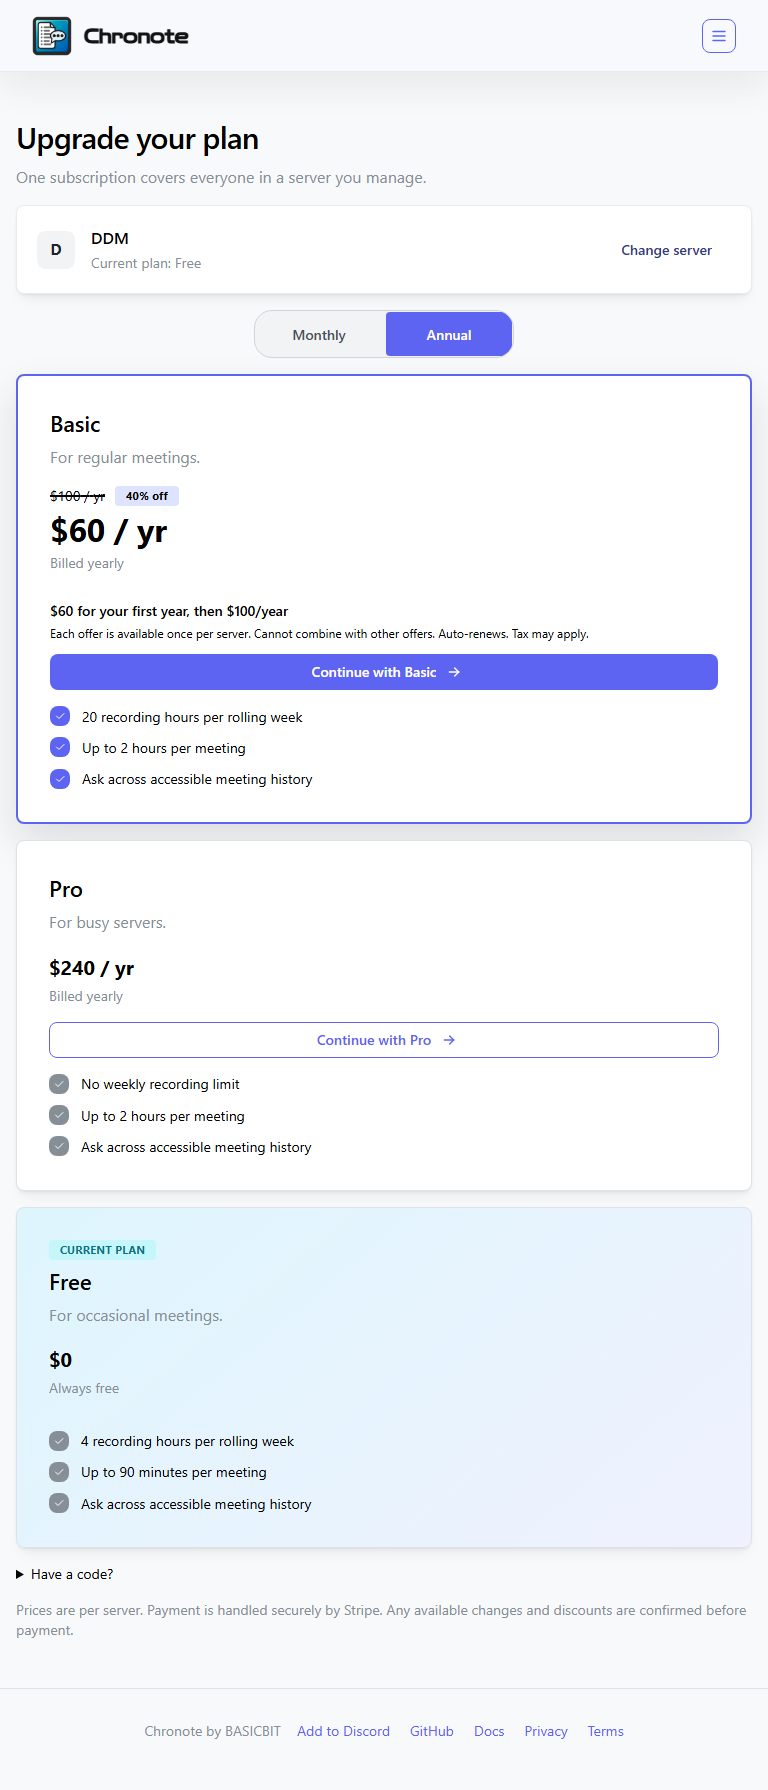 Chronote
Upgrade your plan
One subscription covers everyone in a server you manage.
D
DDM
Current plan: Free
Change server
Monthly
Annual
Basic
For regular meetings.
$100 / yr
40% off
$60 / yr
Billed yearly
$60 for your first year, then $100/year
Each offer is available once per server. Cannot combine with other offers. Auto-renews. Tax may apply.
Continue with Basic →
20 recording hours per rolling week
Up to 2 hours per meeting
Ask across accessible meeting history
Pro
For busy servers.
$240 / yr
Billed yearly
Continue with Pro →
No weekly recording limit
Up to 2 hours per meeting
Ask across accessible meeting history
CURRENT PLAN
Free
For occasional meetings.
$0
Always free
4 recording hours per rolling week
Up to 90 minutes per meeting
Ask across accessible meeting history
Have a code?
Prices are per server. Payment is handled securely by Stripe. Any available changes and discounts are confirmed before
payment.
Chronote by BASICBIT Add to Discord GitHub Docs Privacy Terms